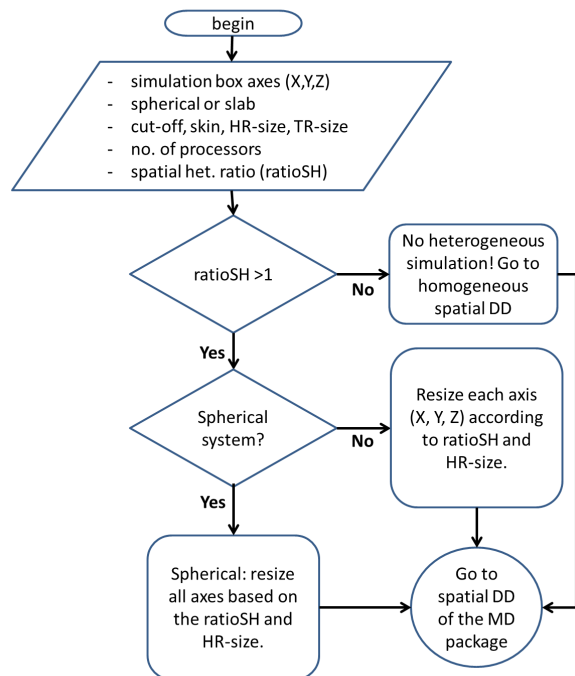 begin
- simulation box axes (X,Y,Z)
- spherical or slab
- cut-off, skin, HR-size, TR-size
- no. of processors
- spatial het. ratio (ratioSH)
ratioSH >1
No
No heterogeneous
simulation! Go to
homogeneous
spatial DD
Yes
Spherical
system?
No
Resize each axis
(X, Y, Z) according
to ratioSH and
HR-size.
Yes
Spherical: resize
all axes based on
the ratioSH and
HR-size.
Go to
spatial DD
of the MD
package